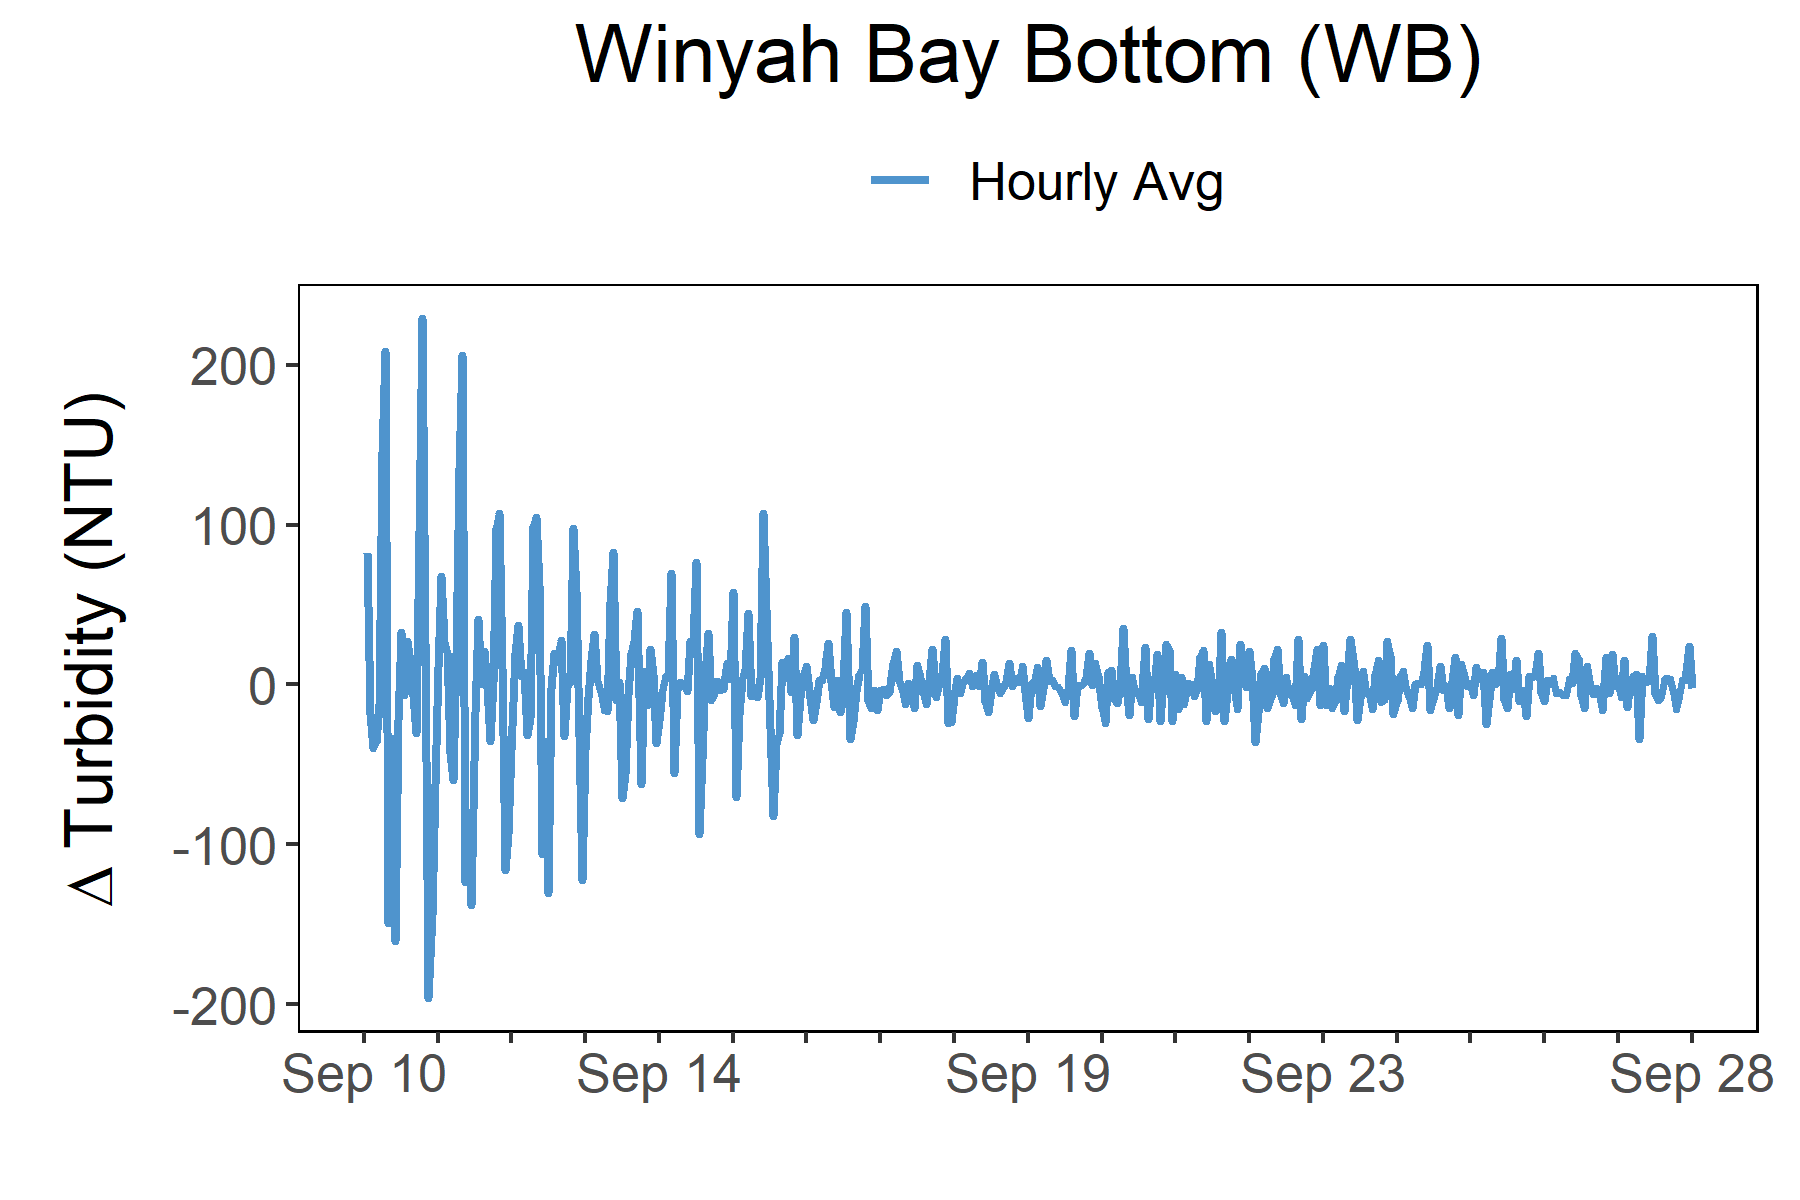 Winyah Bay Bottom (WB)
Hourly Avg
Δ Turbidity (NTU)
200
100
0
-100
-200
Sep 10 Sep 14 Sep 19 Sep 23 Sep 28